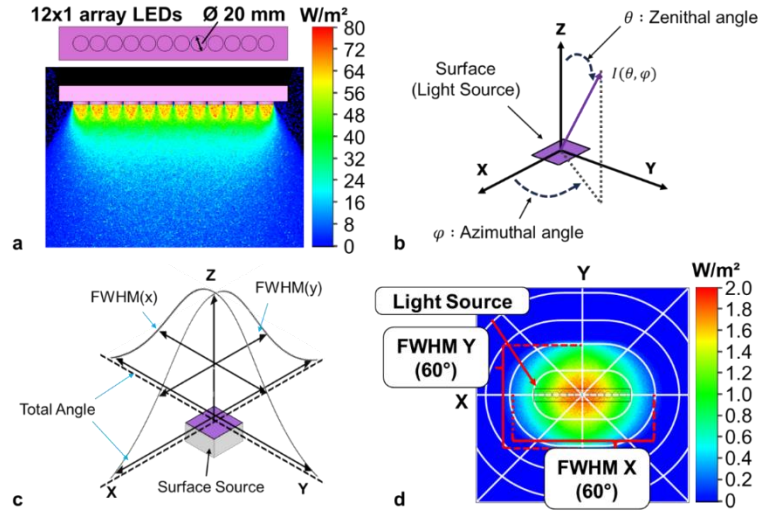 12x1 array LEDs
Ø 20 mm
W/m²
80
72
64
56
48
40
32
24
16
8
0
a
θ : Zenithal angle
Z
I(θ,φ)
Surface
(Light Source)
X
Y
φ : Azimuthal angle
b
Z
FWHM(x)
FWHM(y)
Total Angle
X
Surface Source
Y
c
Y
W/m²
Light Source
FWHM Y
(60°)
X
FWHM X
(60°)
2.0
1.8
1.6
1.4
1.2
1.0
0.8
0.6
0.4
0.2
0
d